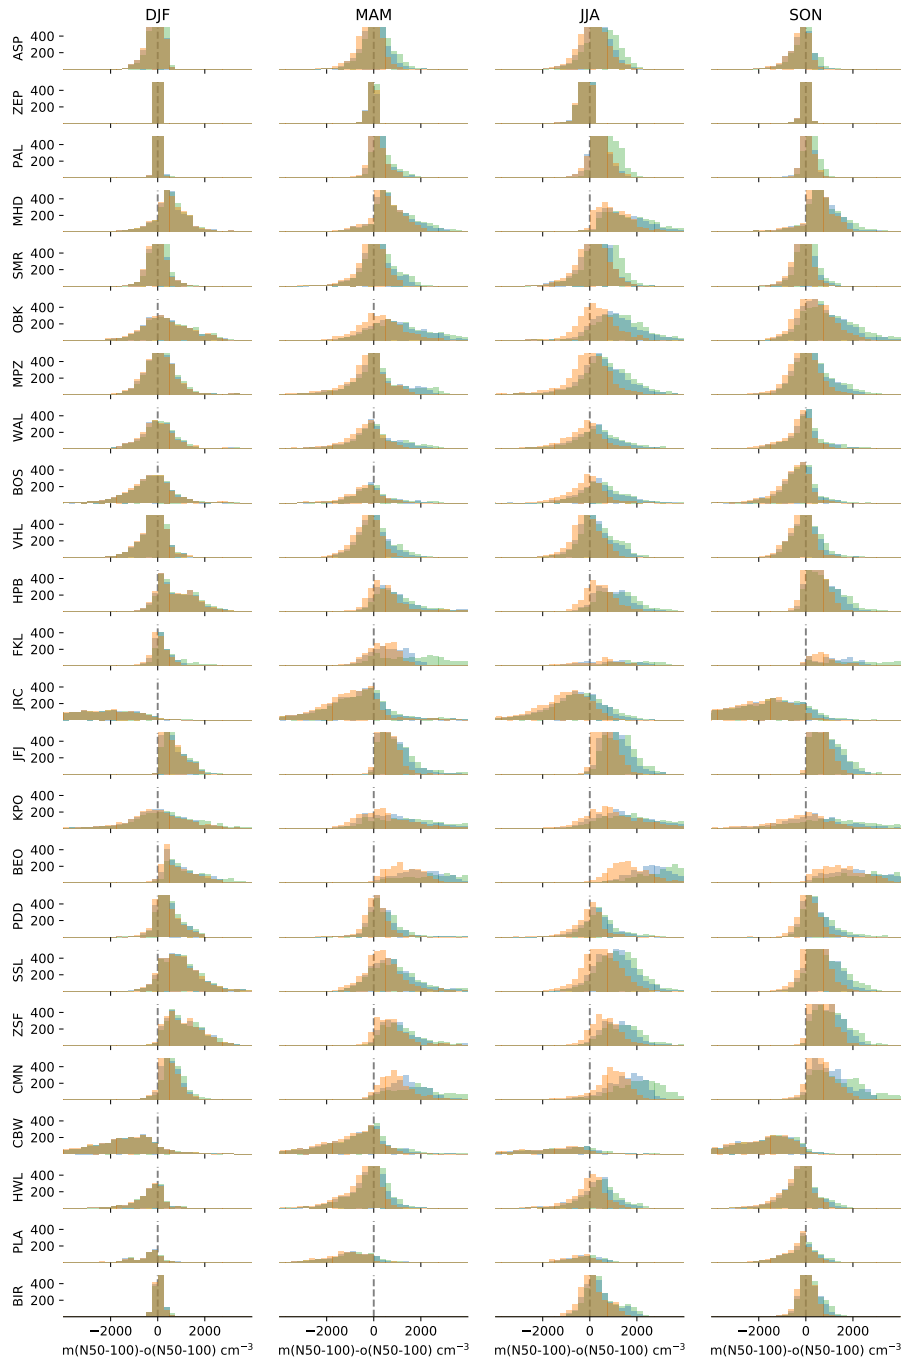 DJF MAM JJA SON
ASP 400 200
ZEP 400 200
PAL 400 200
MHD 400 200
SMR 400 200
OBK 400 200
MPZ 400 200
WAL 400 200
BOS 400 200
VHL 400 200
HPB 400 200
FKL 400 200
JRC 400 200
JFJ 400 200
KPO 400 200
BEO 400 200
PDD 400 200
SSL 400 200
ZSF 400 200
CMN 400 200
CBW 400 200
HWL 400 200
PLA 400 200
BIR 400 200
−2000 0 2000 −2000 0 2000 −2000 0 2000 −2000 0 2000
m(N50-100)-o(N50-100) cm⁻³ m(N50-100)-o(N50-100) cm⁻³ m(N50-100)-o(N50-100) cm⁻³ m(N50-100)-o(N50-100) cm⁻³